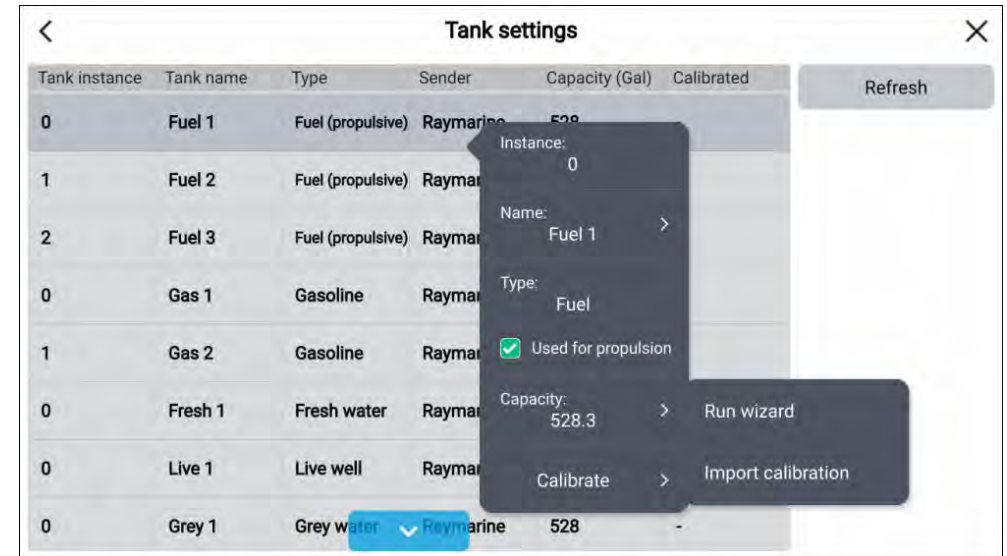 Tank settings
Tank instance Tank name Type Sender Capacity (Gal) Calibrated
Refresh
0 Fuel 1 Fuel (propulsive) Raymarine 528
1 Fuel 2 Fuel (propulsive)
2 Fuel 3 Fuel (propulsive)
0 Gas 1 Gasoline
1 Gas 2 Gasoline
0 Fresh 1 Fresh water
0 Live 1 Live well
0 Grey 1 Grey water Raymarine 528 -
Instance:
0
Name:
Fuel 1 >
Type:
Fuel
Used for propulsion
Capacity:
528.3 >
Calibrate >
Run wizard
Import calibration